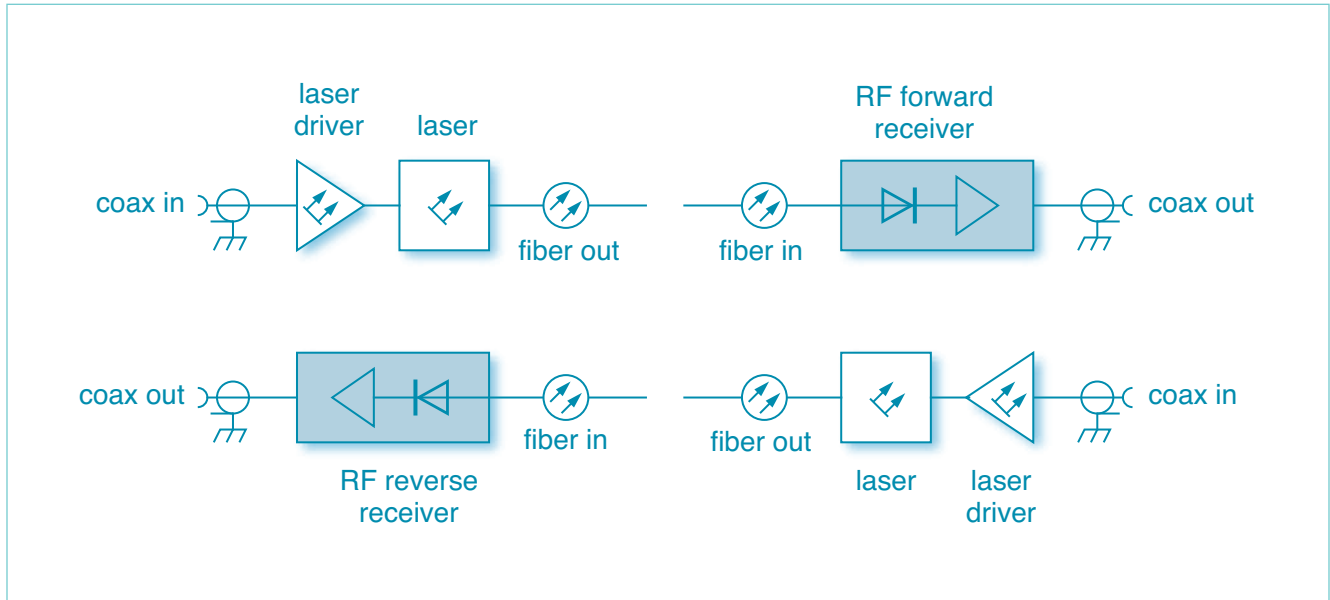 laser
driver
laser
RF forward
receiver
coax in
coax out
fiber out
fiber in
coax out
coax in
fiber in
fiber out
RF reverse
receiver
laser
laser
driver